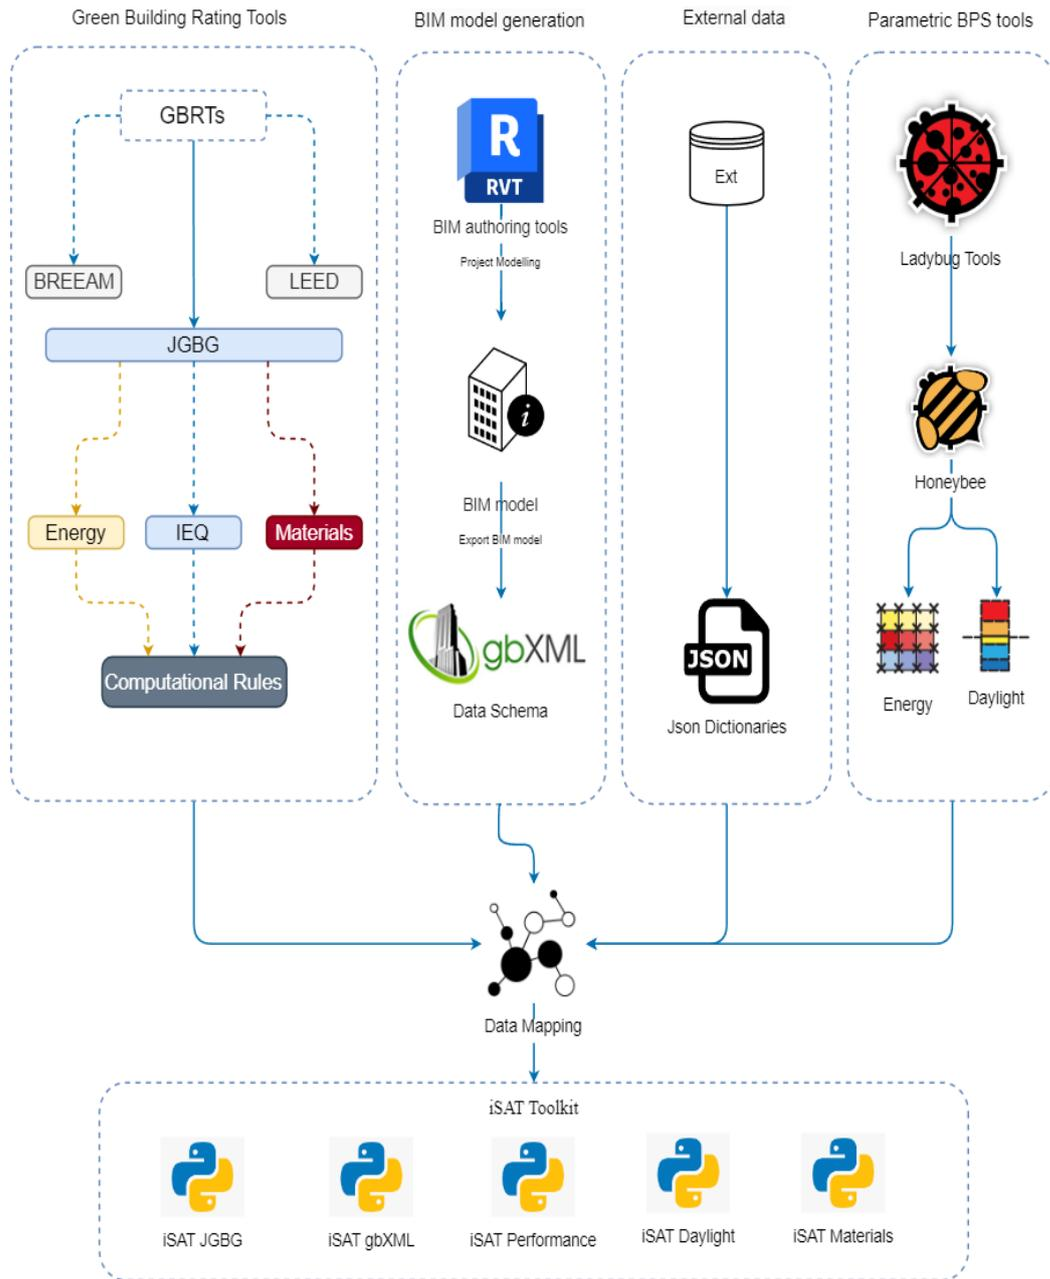 Green Building Rating Tools
BIM model generation
External data
Parametric BPS tools
GBRTs
BREEAM
LEED
JGBG
Energy
IEQ
Materials
Computational Rules
R
RVT
BIM authoring tools
Project Modelling
i
BIM model
Export BIM model
gbXML
Data Schema
Ext
JSON
Json Dictionaries
Ladybug Tools
Honeybee
Energy
Daylight
Data Mapping
iSAT Toolkit
iSAT JGBG
iSAT gbXML
iSAT Performance
iSAT Daylight
iSAT Materials